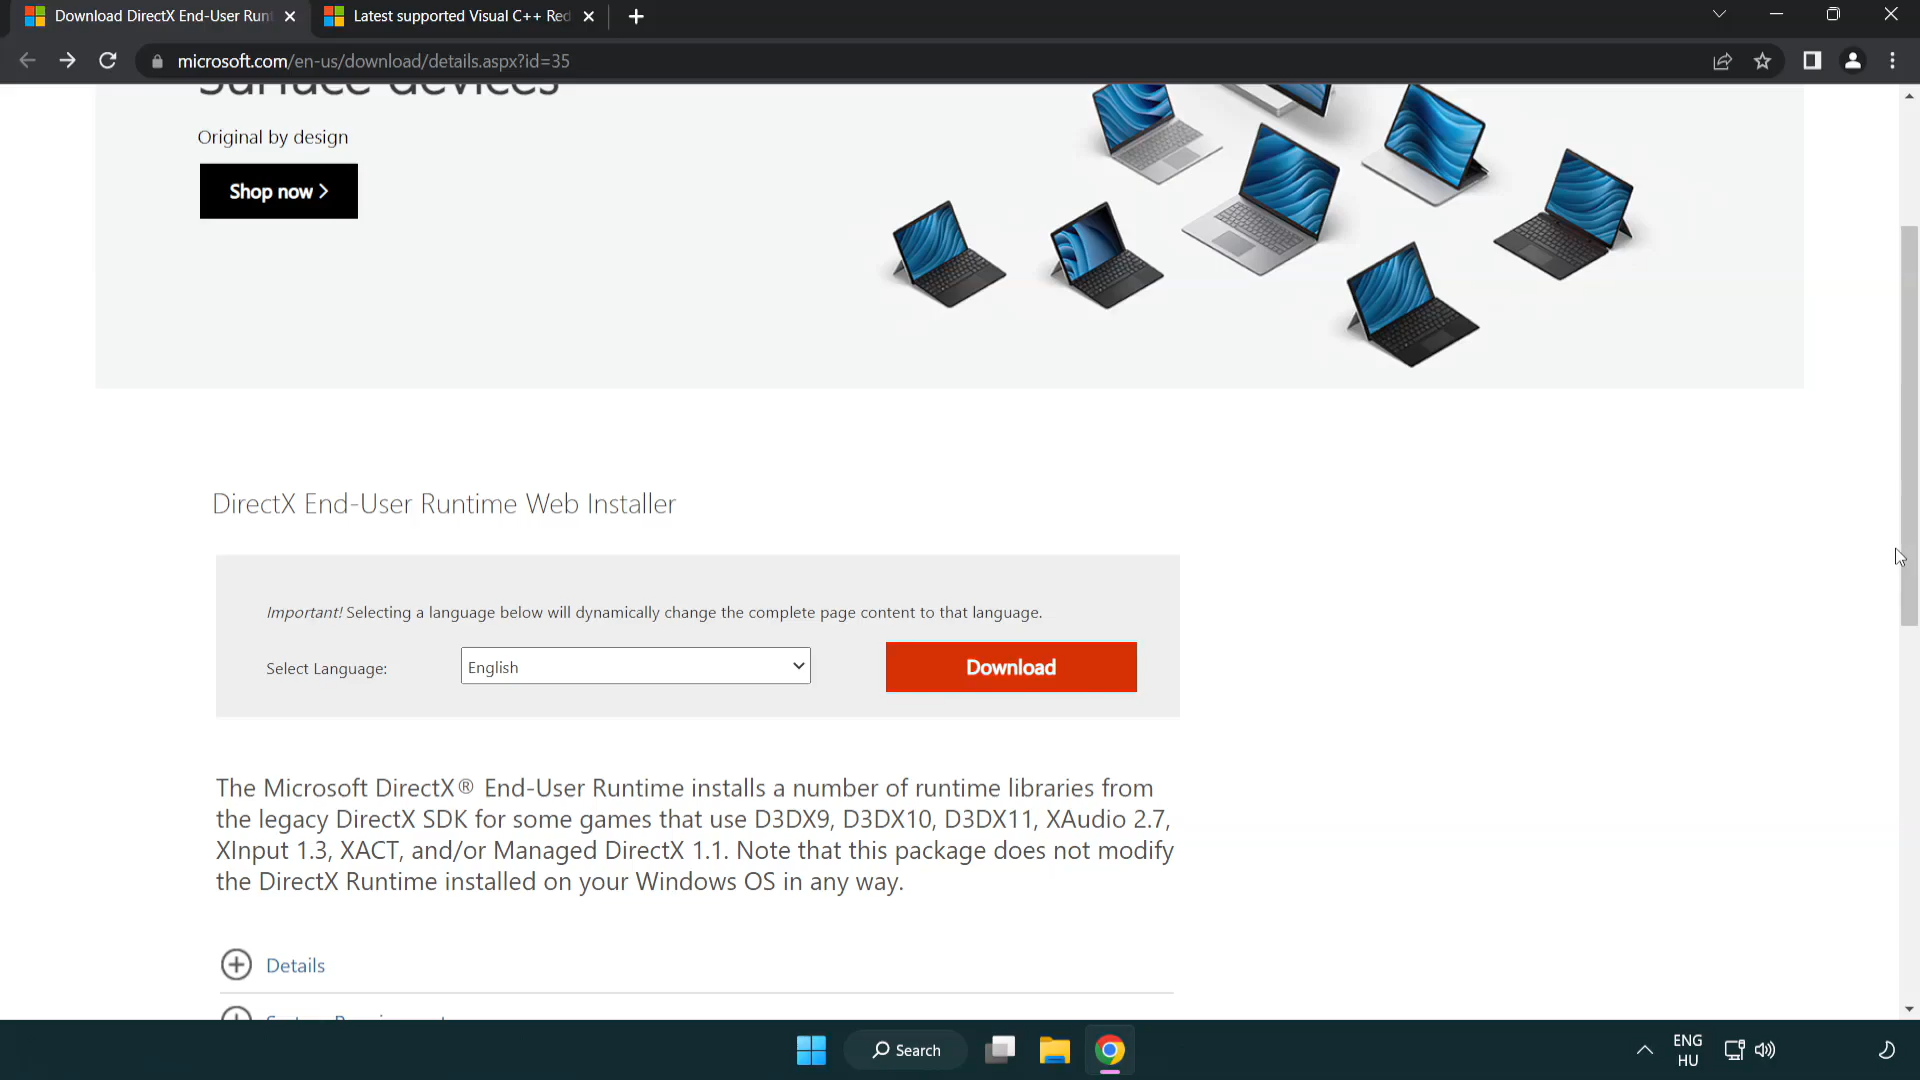 Download DirectX End-User Runt
Latest supported Visual C++ Red
microsoft.com/en-us/download/details.aspx?id=35
Surface devices
Original by design
Shop now >
DirectX End-User Runtime Web Installer
Important! Selecting a language below will dynamically change the complete page content to that language.
Select Language:
English
Download
The Microsoft DirectX® End-User Runtime installs a number of runtime libraries from
the legacy DirectX SDK for some games that use D3DX9, D3DX10, D3DX11, XAudio 2.7,
XInput 1.3, XACT, and/or Managed DirectX 1.1. Note that this package does not modify
the DirectX Runtime installed on your Windows OS in any way.
Details
Search
ENG
HU